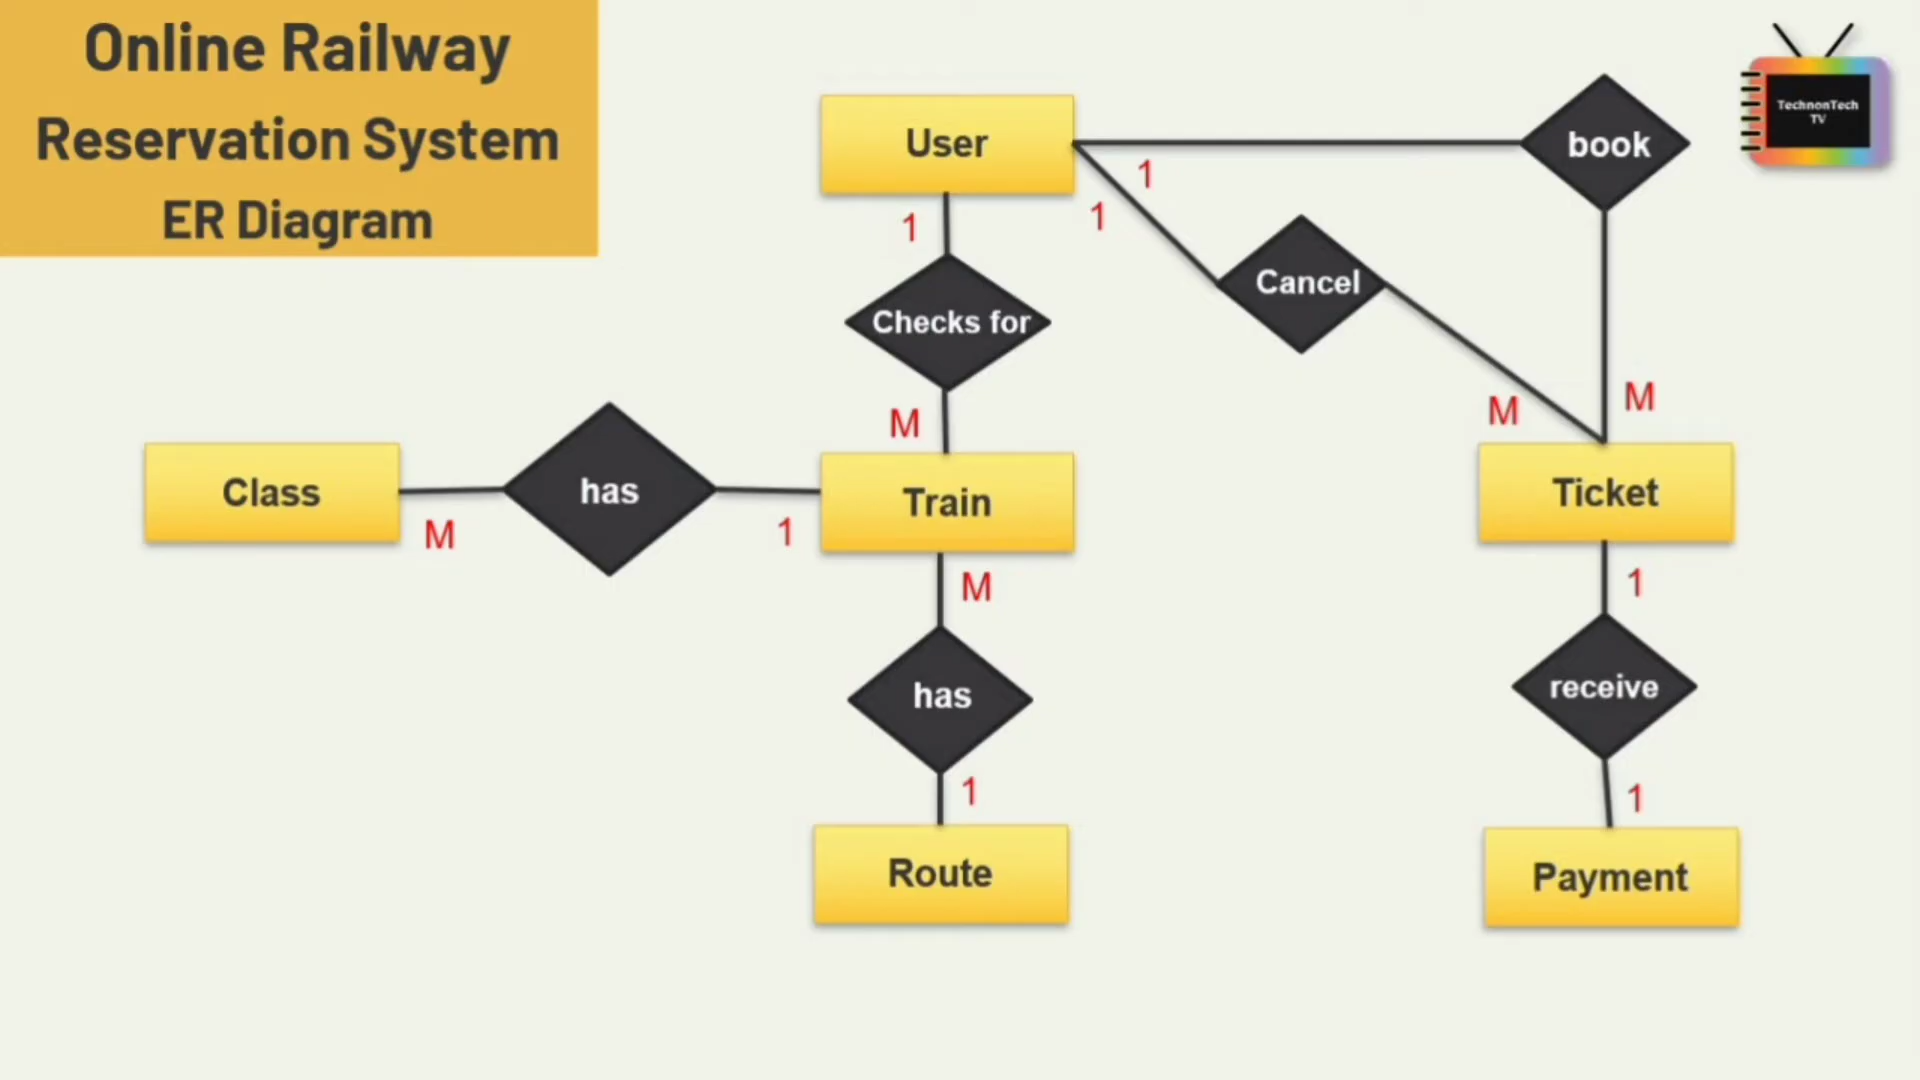 Online Railway
Reservation System
ER Diagram
TechnonTech
TV
User
book
1
1
1
Cancel
Checks for
M
M
M
Class
has
Train
Ticket
M
1
M
1
has
receive
1
1
Route
Payment